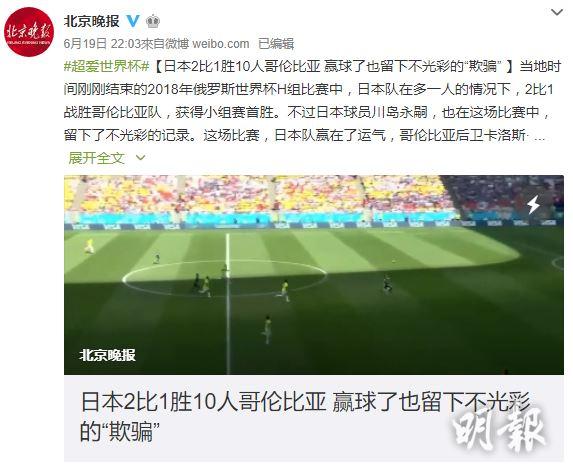 北京晚报
BEIJING EVENING NEWS
北京晚报
6月19日 22:03來自微博 weibo.com 已编辑
#超爱世界杯#【日本2比1胜10人哥伦比亚 赢球了也留下不光彩的“欺骗” 】当地时
间刚刚结束的2018年俄罗斯世界杯H组比赛中，日本队在多一人的情况下，2比1
战胜哥伦比亚队，获得小组赛首胜。不过日本球员川岛永嗣，也在这场比赛中，
留下了不光彩的记录。这场比赛，日本队赢在了运气，哥伦比亚后卫卡洛斯· ...
展开全文
VISA
北京晚报
日本2比1胜10人哥伦比亚 赢球了也留下不光彩
的“欺骗”
明報